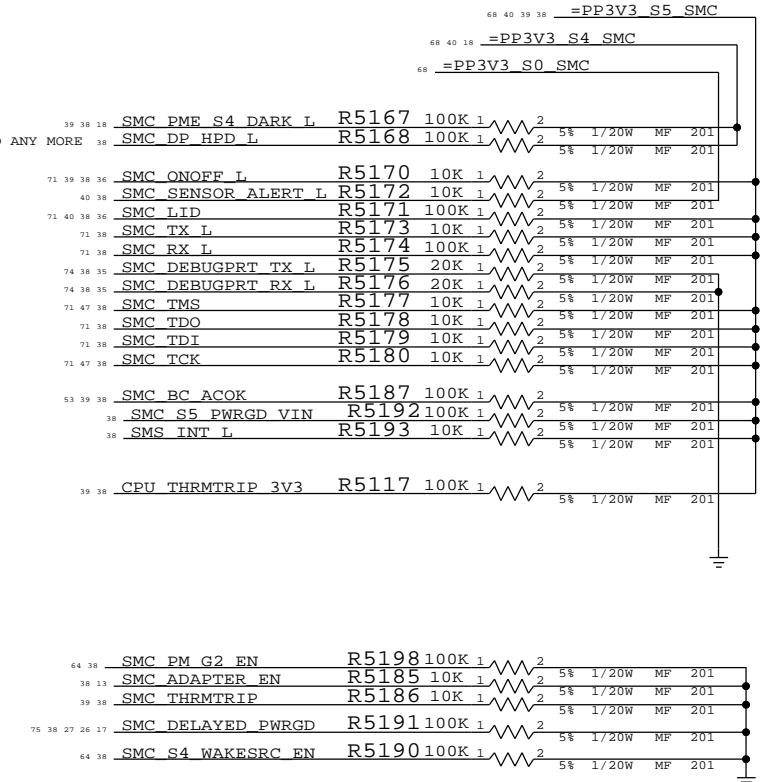 68 40 39 38 =PP3V3_S5_SMC
68 40 18 =PP3V3_S4_SMC
68 =PP3V3_S0_SMC
39 38 18 SMC_PME_S4_DARK_L R5167 100K 1 2 5% 1/20W MF 201
ANY MORE 38 SMC_DP_HPD_L R5168 100K 1 2 5% 1/20W MF 201
71 39 38 36 SMC_ONOFF_L R5170 10K 1 2 5% 1/20W MF 201
40 38 SMC_SENSOR_ALERT_L R5172 10K 1 2 5% 1/20W MF 201
71 40 38 36 SMC_LID R5171 100K 1 2 5% 1/20W MF 201
71 38 SMC_TX_L R5173 10K 1 2 5% 1/20W MF 201
71 38 SMC_RX_L R5174 100K 1 2 5% 1/20W MF 201
74 38 35 SMC_DEBUGPRT_TX_L R5175 20K 1 2 5% 1/20W MF 201
74 38 35 SMC_DEBUGPRT_RX_L R5176 20K 1 2 5% 1/20W MF 201
71 47 38 SMC_TMS R5177 10K 1 2 5% 1/20W MF 201
71 38 SMC_TDO R5178 10K 1 2 5% 1/20W MF 201
71 38 SMC_TDI R5179 10K 1 2 5% 1/20W MF 201
71 47 38 SMC_TCK R5180 10K 1 2 5% 1/20W MF 201
53 39 38 SMC_BC_ACOK R5187 100K 1 2 5% 1/20W MF 201
38 SMC_S5_PWRGD_VIN R5192 100K 1 2 5% 1/20W MF 201
38 SMS_INT_L R5193 10K 1 2 5% 1/20W MF 201
39 38 CPU_THRMTRIP_3V3 R5117 100K 1 2 5% 1/20W MF 201
64 38 SMC_PM_G2_EN R5198 100K 1 2 5% 1/20W MF 201
38 13 SMC_ADAPTER_EN R5185 10K 1 2 5% 1/20W MF 201
39 38 SMC_THRMTRIP R5186 10K 1 2 5% 1/20W MF 201
75 38 27 26 17 SMC_DELAYED_PWRGD R5191 100K 1 2 5% 1/20W MF 201
64 38 SMC_S4_WAKESRC_EN R5190 100K 1 2 5% 1/20W MF 201